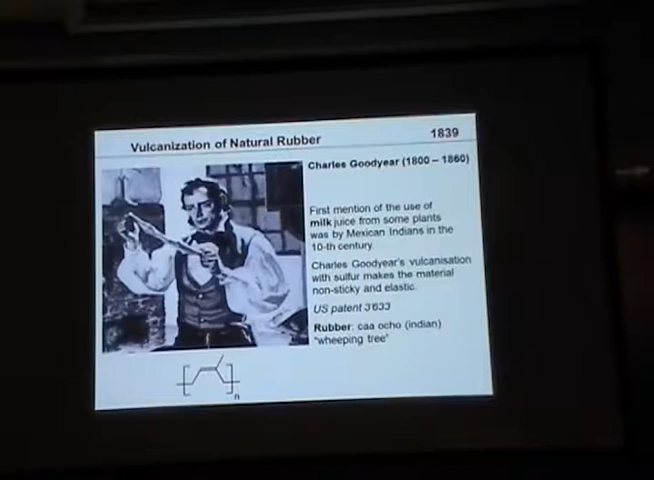 Vulcanization of Natural Rubber 1839
Charles Goodyear (1800 – 1860)
First mention of the use of
milk juice from some plants
was by Mexican Indians in the
10-th century.
Charles Goodyear's vulcanisation
with sulfur makes the material
non-sticky and elastic.
US patent 3'633
Rubber: caa ocho (indian)
"wheeping tree"
n